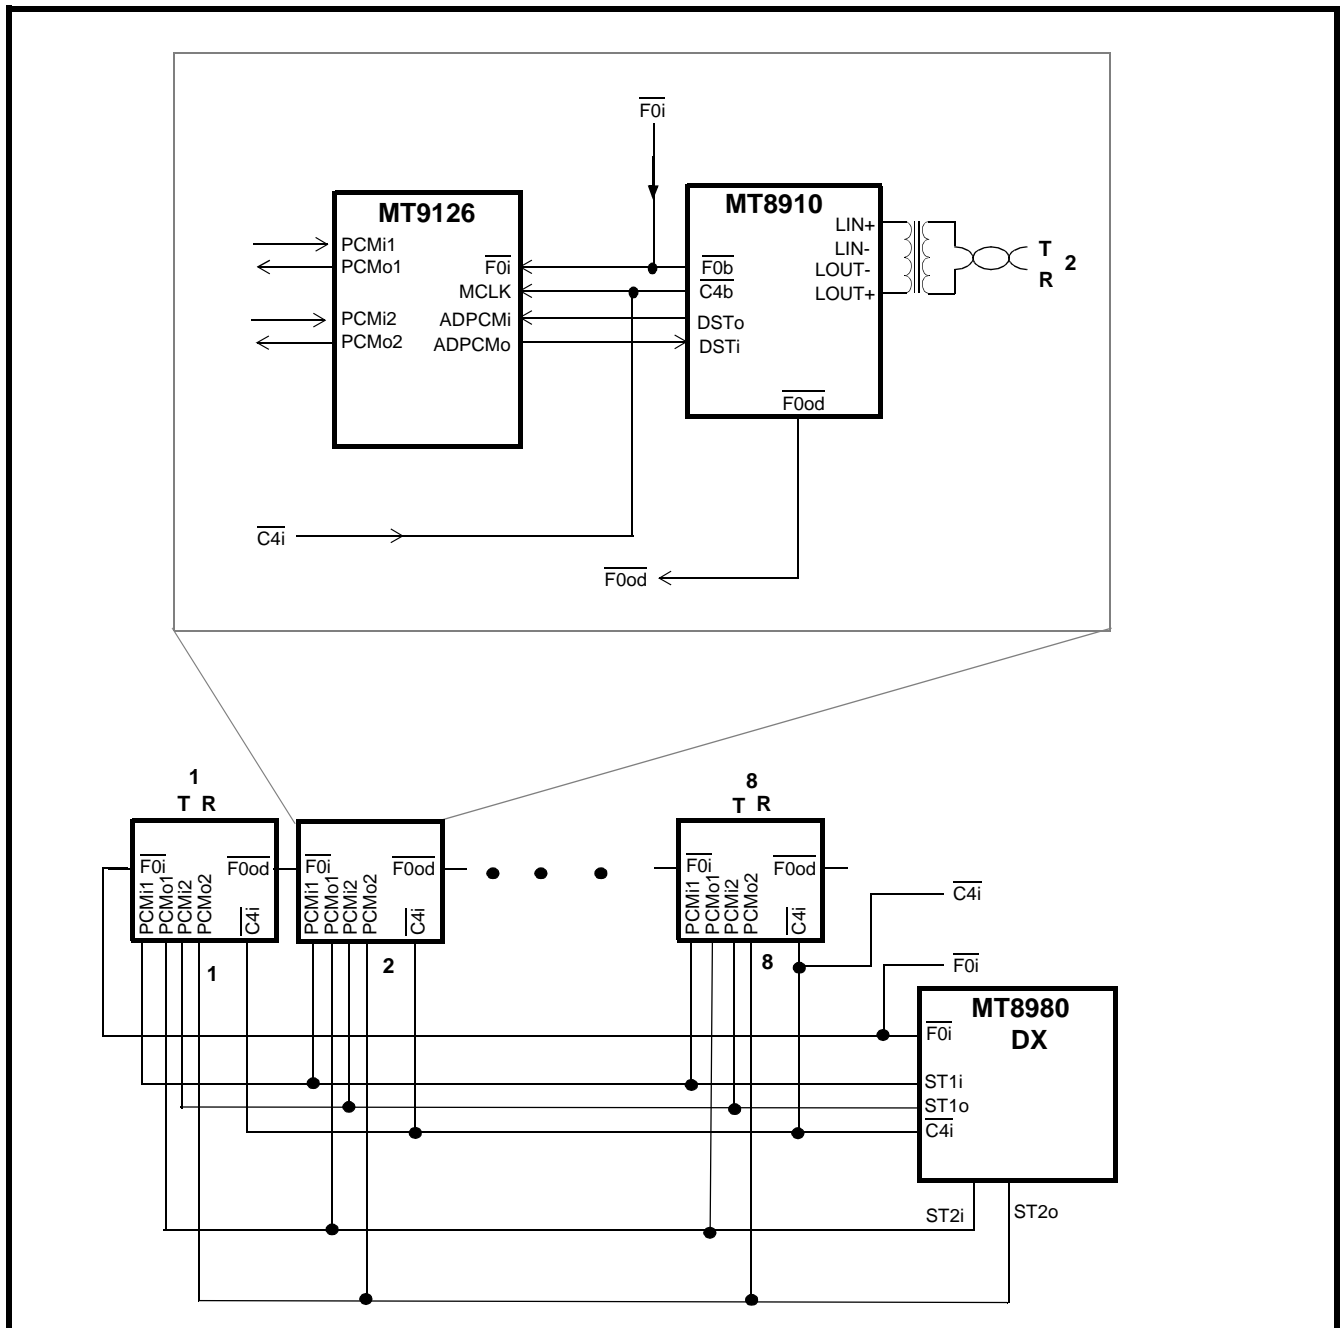 F0i
MT9126
MT8910
PCMi1
PCMo1
PCMi2
PCMo2
F0i
MCLK
ADPCMi
ADPCMo
F0b
C4b
DSTo
DSTi
F0od
LIN+
LIN-
LOUT-
LOUT+
T
R
2
C4i
F0od
1
T R
F0i
F0od
PCMi1
PCMo1
PCMi2
PCMo2
C4i
1
F0i
F0od
PCMi1
PCMo1
PCMi2
PCMo2
C4i
2
8
T R
F0i
F0od
PCMi1
PCMo1
PCMi2
PCMo2
C4i
8
C4i
F0i
MT8980
DX
F0i
ST1i
ST1o
C4i
ST2i
ST2o